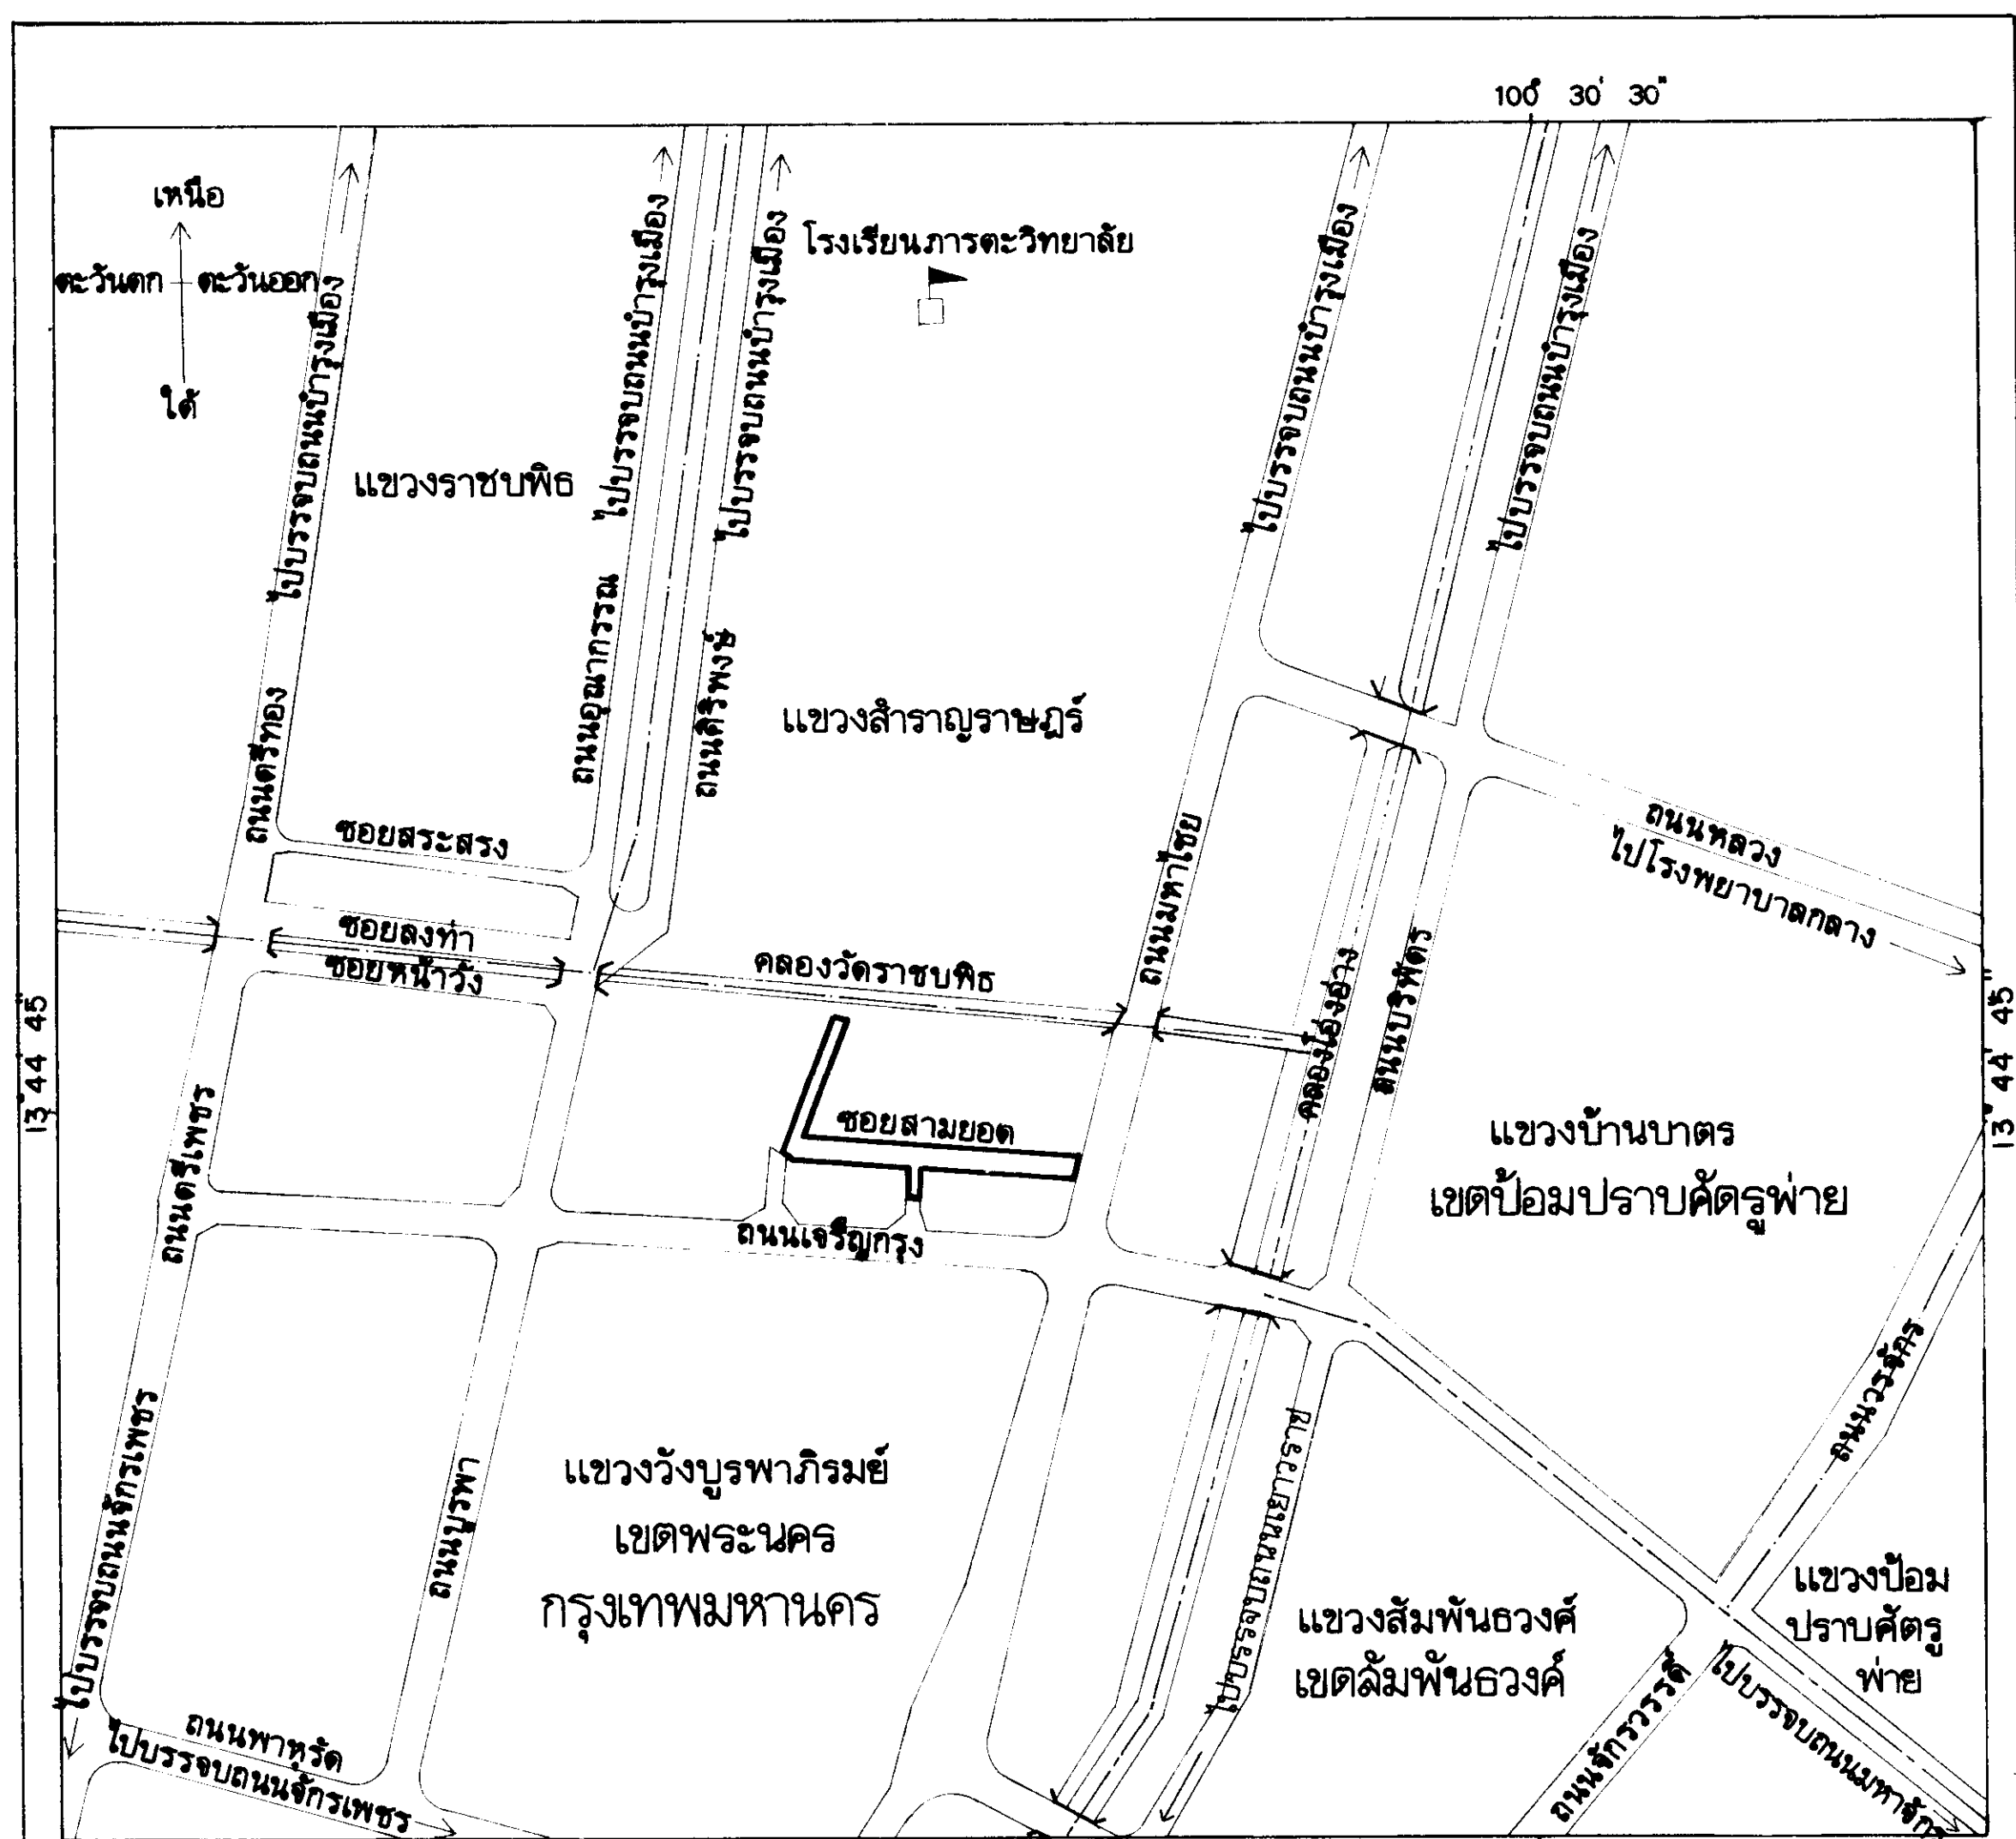 100° 30' 30"
เหนือ
ตะวันตก
ตะวันออก
ใต้
โรงเรียนภารตะวิทยาลัย
ไปบรรจบถนนบำรุงเมือง
ไปบรรจบถนนบำรุงเมือง
ไปบรรจบถนนบำรุงเมือง
ไปบรรจบถนนบำรุงเมือง
ไปบรรจบถนนบำรุงเมือง
แขวงราชบพิธ
แขวงสำราญราษฎร์
ถนนตรีทอง
ถนนอุณากรรณ
ถนนศิริพงษ์
ถนนมหาไชย
ถนนหลวง
ไปโรงพยาบาลกลาง
ซอยสระสรง
ซอยลงท่า
ซอยหน้าวัง
คลองวัดราชบพิธ
คลองโอ่งอ่าง
ถนนบริพัตร
13° 44' 45"
13° 44' 45"
ซอยสามยอด
ถนนตรีเพชร
ถนนเจริญกรุง
แขวงบ้านบาตร
เขตป้อมปราบศัตรูพ่าย
ถนนวรจักร
ไปบรรจบถนนจักรเพชร
ถนนบูรพา
แขวงวังบูรพาภิรมย์
เขตพระนคร
กรุงเทพมหานคร
ไปบรรจบถนนเยาวราช
แขวงสัมพันธวงศ์
เขตสัมพันธวงศ์
แขวงป้อม
ปราบศัตรู
พ่าย
ถนนพาหุรัด
ไปบรรจบถนนจักรเพชร
ถนนจักรวรรดิ์
ไปบรรจบถนนมหาจักร